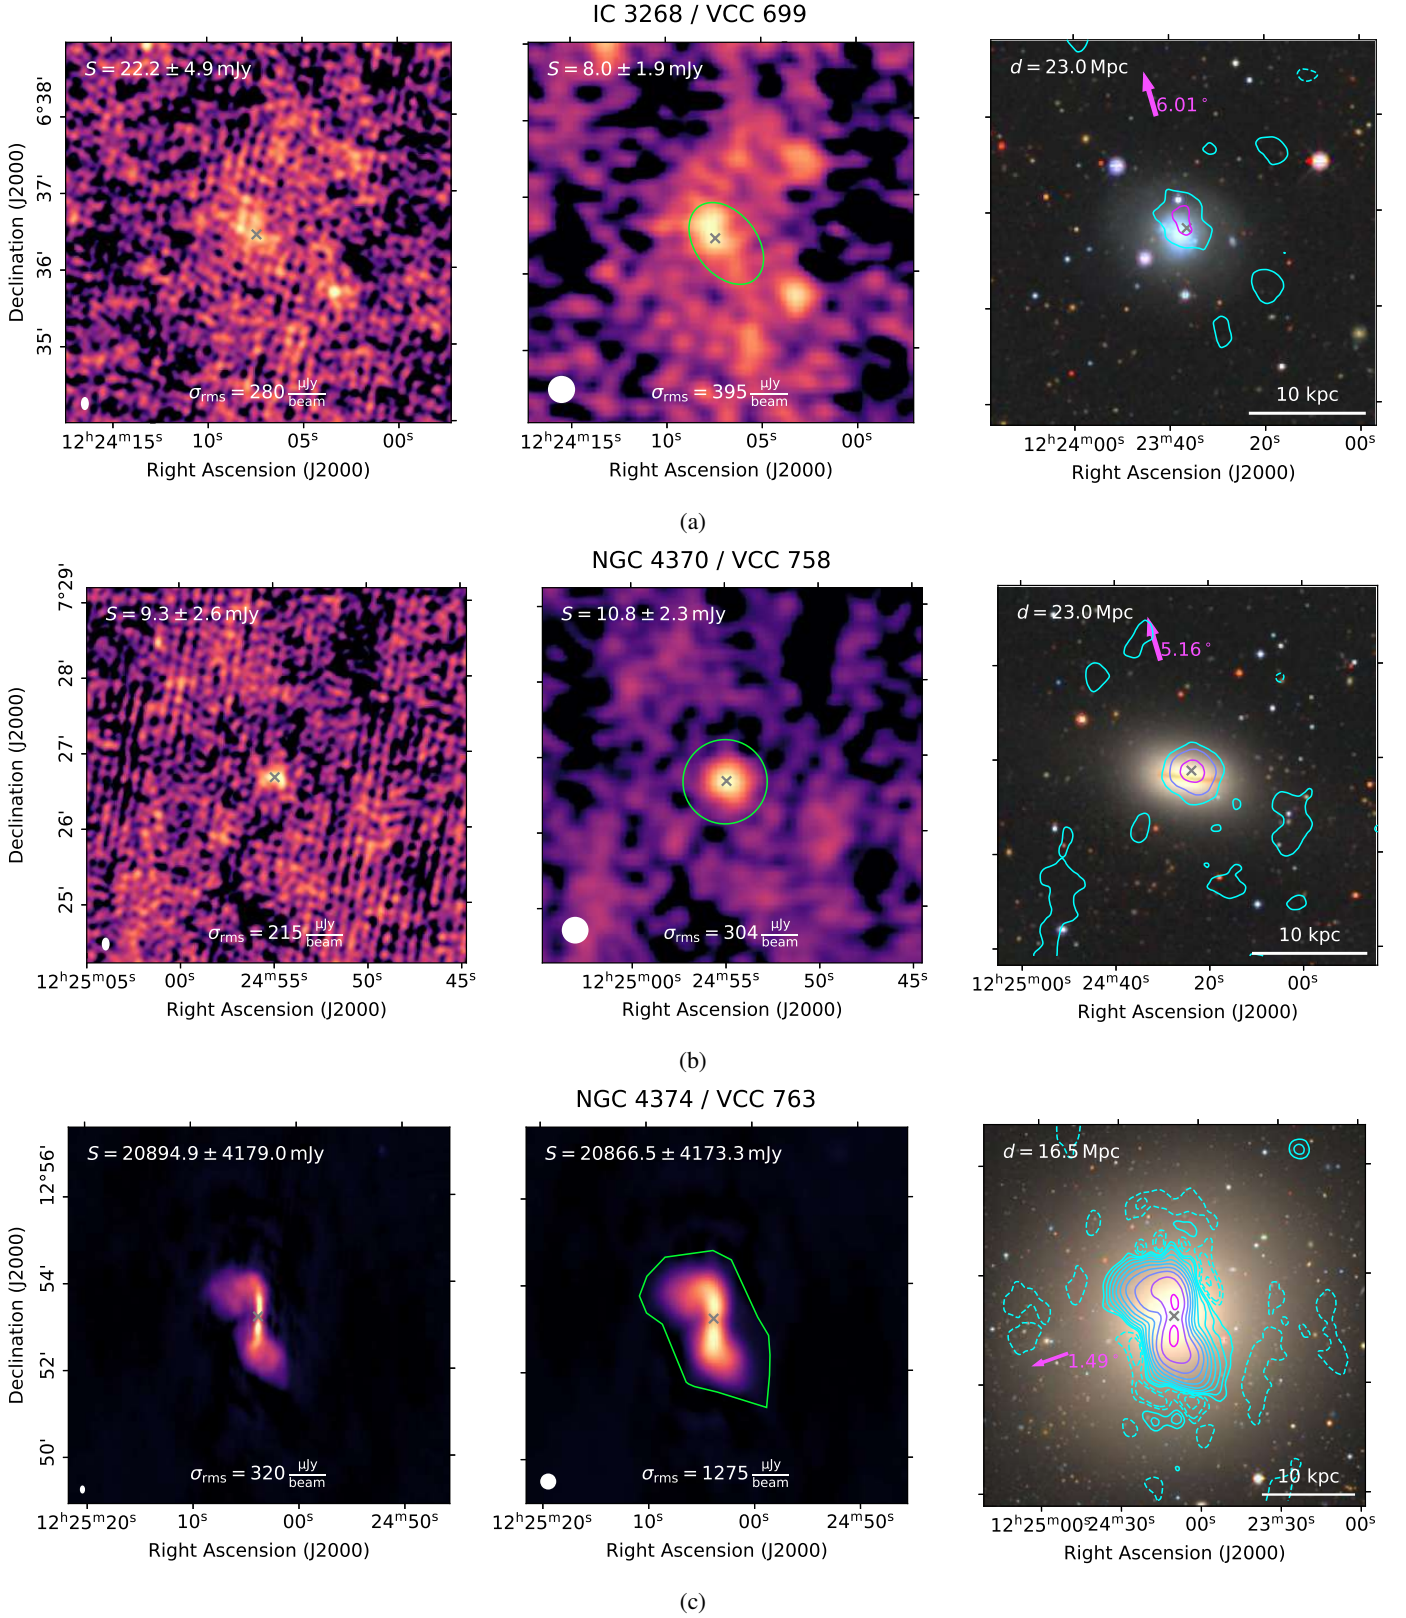 IC 3268 / VCC 699
S = 22.2 ± 4.9 mJy
S = 8.0 ± 1.9 mJy
d = 23.0 Mpc
6.01°
6°38'
37'
36'
35'
Declination (J2000)
σrms = 280 μJy/beam
σrms = 395 μJy/beam
10 kpc
12ʰ24ᵐ15ˢ 10ˢ 05ˢ 00ˢ
12ʰ24ᵐ15ˢ 10ˢ 05ˢ 00ˢ
12ʰ24ᵐ00ˢ 23ᵐ40ˢ 20ˢ 00ˢ
Right Ascension (J2000)
Right Ascension (J2000)
Right Ascension (J2000)
(a)
NGC 4370 / VCC 758
S = 9.3 ± 2.6 mJy
S = 10.8 ± 2.3 mJy
d = 23.0 Mpc
5.16°
7°29'
28'
27'
26'
25'
Declination (J2000)
σrms = 215 μJy/beam
σrms = 304 μJy/beam
10 kpc
12ʰ25ᵐ05ˢ 00ˢ 24ᵐ55ˢ 50ˢ 45ˢ
12ʰ25ᵐ00ˢ 24ᵐ55ˢ 50ˢ 45ˢ
12ʰ25ᵐ00ˢ 24ᵐ40ˢ 20ˢ 00ˢ
Right Ascension (J2000)
Right Ascension (J2000)
Right Ascension (J2000)
(b)
NGC 4374 / VCC 763
S = 20894.9 ± 4179.0 mJy
S = 20866.5 ± 4173.3 mJy
d = 16.5 Mpc
1.49°
12°56'
54'
52'
50'
Declination (J2000)
σrms = 320 μJy/beam
σrms = 1275 μJy/beam
10 kpc
12ʰ25ᵐ20ˢ 10ˢ 00ˢ 24ᵐ50ˢ
12ʰ25ᵐ20ˢ 10ˢ 00ˢ 24ᵐ50ˢ
12ʰ25ᵐ00ˢ 24ᵐ30ˢ 00ˢ 23ᵐ30ˢ 00ˢ
Right Ascension (J2000)
Right Ascension (J2000)
Right Ascension (J2000)
(c)